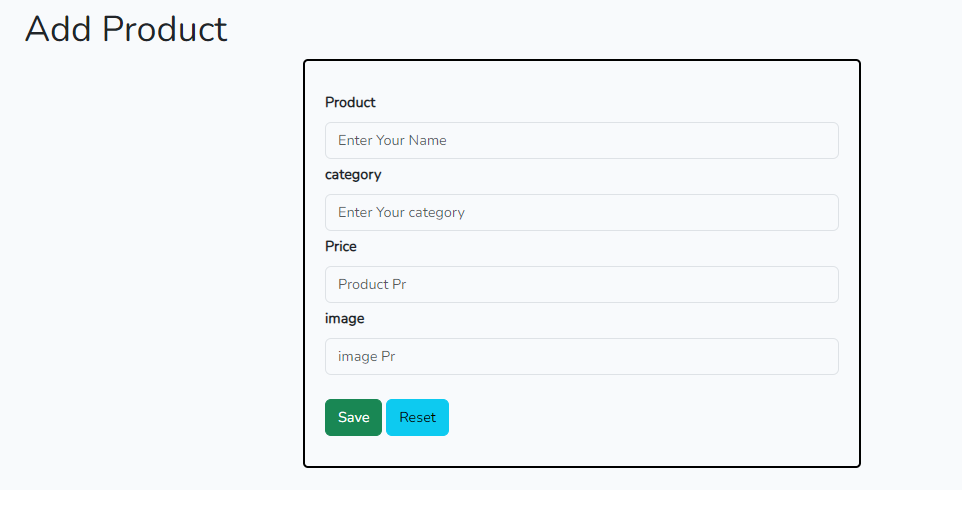 Add Product
Product
Enter Your Name
category
Enter Your category
Price
Product Pr
image
image Pr
Save Reset